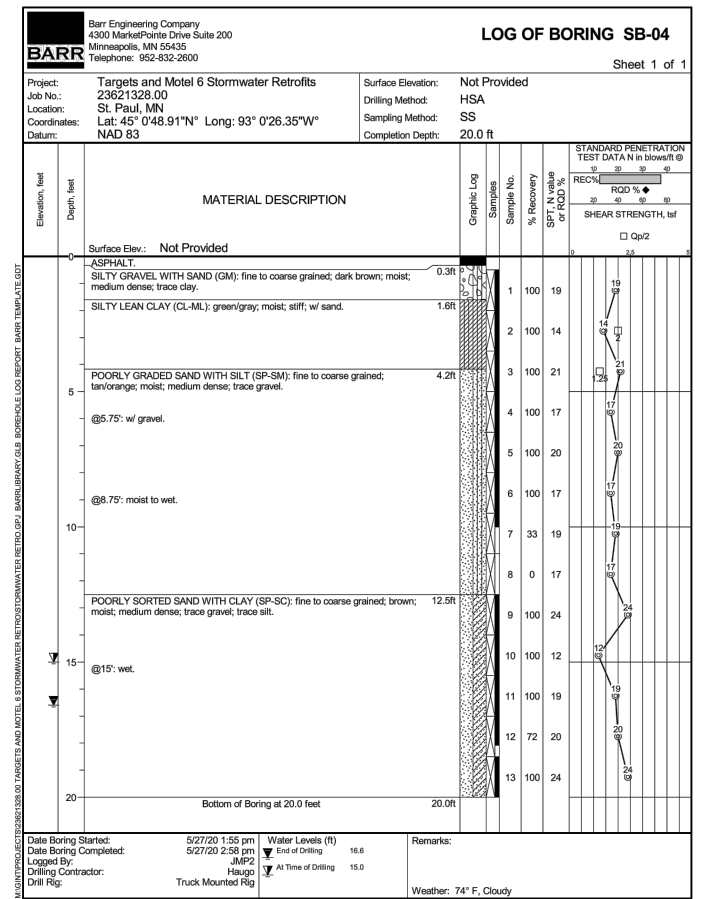 BARR
Barr Engineering Company
4300 MarketPointe Drive Suite 200
Minneapolis, MN 55435
Telephone: 952-832-2600
LOG OF BORING SB-04
Sheet 1 of 1
Project: Targets and Motel 6 Stormwater Retrofits
Job No.: 23621328.00
Location: St. Paul, MN
Coordinates: Lat: 45° 0'48.91"N° Long: 93° 0'26.35"W°
Datum: NAD 83
Surface Elevation: Not Provided
Drilling Method: HSA
Sampling Method: SS
Completion Depth: 20.0 ft
Elevation, feet
Depth, feet
MATERIAL DESCRIPTION
Surface Elev.: Not Provided
Graphic Log
Samples
Sample No.
% Recovery
SPT, N value
or RQD %
STANDARD PENETRATION
TEST DATA N in blows/ft @
10 20 30 40
REC%
RQD % ◆
20 40 60 80
SHEAR STRENGTH, tsf
□ Qp/2
0 2.5 5
0
ASPHALT. 0.3ft
SILTY GRAVEL WITH SAND (GM): fine to coarse grained; dark brown; moist;
medium dense; trace clay.
1 100 19 19
SILTY LEAN CLAY (CL-ML): green/gray; moist; stiff; w/ sand. 1.6ft
2 100 14 14 2
3 100 21 21 1.25
POORLY GRADED SAND WITH SILT (SP-SM): fine to coarse grained; 4.2ft
tan/orange; moist; medium dense; trace gravel.
5
@5.75': w/ gravel.
4 100 17 17
5 100 20 20
6 100 17 17
@8.75': moist to wet.
10
7 33 19 19
8 0 17 17
POORLY SORTED SAND WITH CLAY (SP-SC): fine to coarse grained; brown; 12.5ft
moist; medium dense; trace gravel; trace silt.
9 100 24 24
10 100 12 12
15
@15': wet.
11 100 19 19
12 72 20 20
13 100 24 24
20
Bottom of Boring at 20.0 feet 20.0ft
Date Boring Started: 5/27/20 1:55 pm
Date Boring Completed: 5/27/20 2:58 pm
Logged By: JMP2
Drilling Contractor: Haugo
Drill Rig: Truck Mounted Rig
Water Levels (ft)
End of Drilling 16.6
At Time of Drilling 15.0
Remarks:
Weather: 74° F, Cloudy
M:\GINT\PROJECTS\23621328.00 TARGETS AND MOTEL 6 STORMWATER RETRO\STORMWATER RETRO.GPJ BARRLIBRARY.GLB BOREHOLE LOG REPORT BARR TEMPLATE.GDT